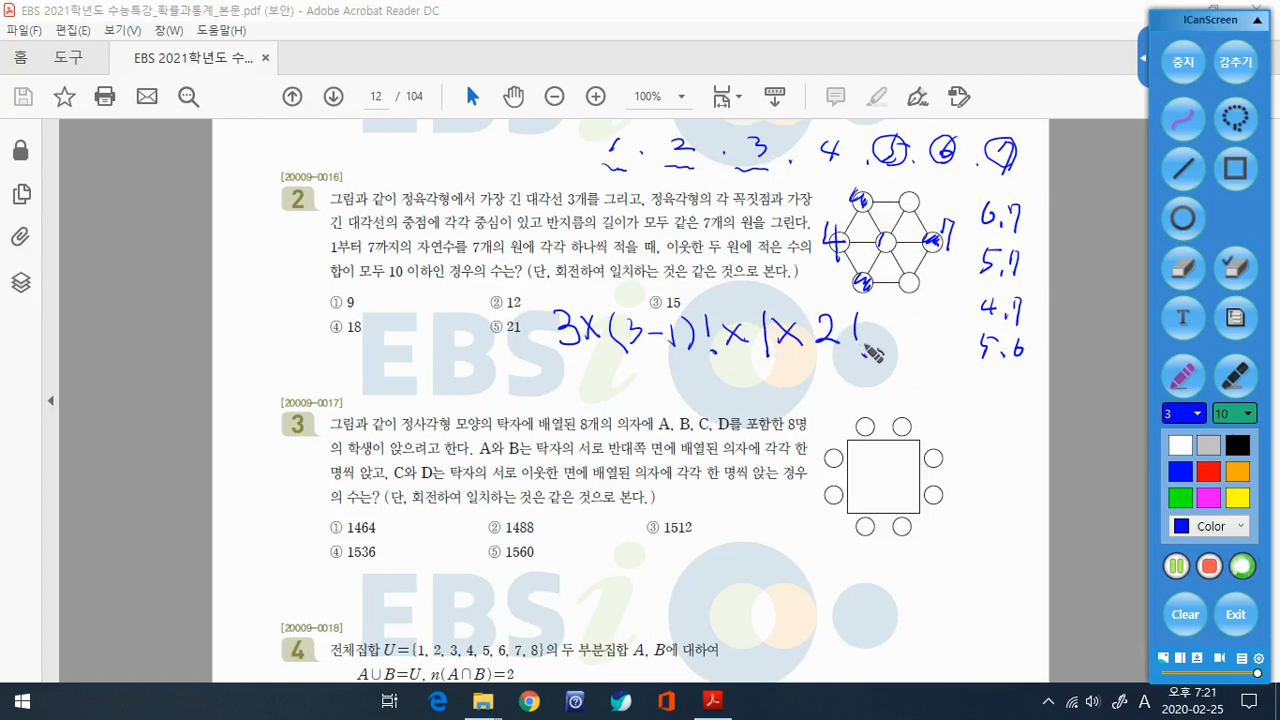 EBS 2021학년도 수능특강_확률과통계_본문.pdf (보안) - Adobe Acrobat Reader DC
파일(F) 편집(E) 보기(V) 창(W) 도움말(H)
홈 도구 EBS 2021학년도 수... ×
12 / 104 100%
1 . 2 . 3 . 4 . 5 . 6 . 7
[20009-0016]
2 그림과 같이 정육각형에서 가장 긴 대각선 3개를 그리고, 정육각형의 각 꼭짓점과 가장
긴 대각선의 중점에 각각 중심이 있고 반지름의 길이가 모두 같은 7개의 원을 그린다.
1부터 7까지의 자연수를 7개의 원에 각각 하나씩 적을 때, 이웃한 두 원에 적은 수의
합이 모두 10 이하인 경우의 수는? (단, 회전하여 일치하는 것은 같은 것으로 본다.)
4 1 7
6.7
5.7
4.7
5.6
① 9 ② 12 ③ 15
④ 18 ⑤ 21
3×(3-1)!×1×2!
[20009-0017]
3 그림과 같이 정사각형 모양의 탁자에 배열된 8개의 의자에 A, B, C, D를 포함한 8명
의 학생이 앉으려고 한다. A와 B는 탁자의 서로 반대쪽 면에 배열된 의자에 각각 한
명씩 앉고, C와 D는 탁자의 서로 이웃한 면에 배열된 의자에 각각 한 명씩 앉는 경우
의 수는? (단, 회전하여 일치하는 것은 같은 것으로 본다.)
① 1464 ② 1488 ③ 1512
④ 1536 ⑤ 1560
[20009-0018]
4 전체집합 U={1, 2, 3, 4, 5, 6, 7, 8}의 두 부분집합 A, B에 대하여
A∪B=U, n(A∩B)=2
EBSi
EBSi
ICanScreen
중지 감추기
T
3 10
Color
Clear Exit
A 오후 7:21
2020-02-25